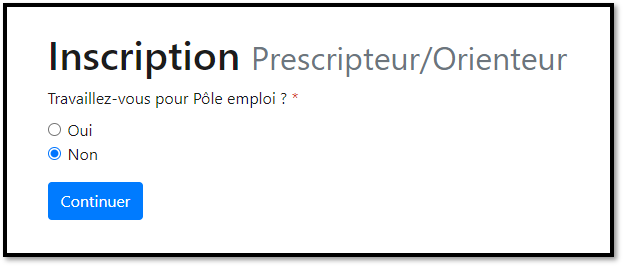 Inscription Prescripteur/Orienteur
Travaillez-vous pour Pôle emploi ? *
Oui
Non
Continuer